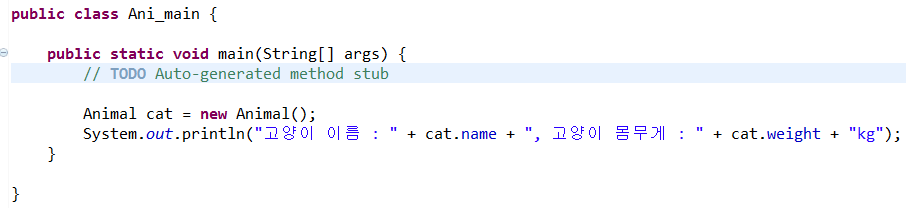 public class Ani_main {
public static void main(String[] args) {
// TODO Auto-generated method stub
Animal cat = new Animal();
System.out.println("고양이 이름 : " + cat.name + ", 고양이 몸무게 : " + cat.weight + "kg");
}
}